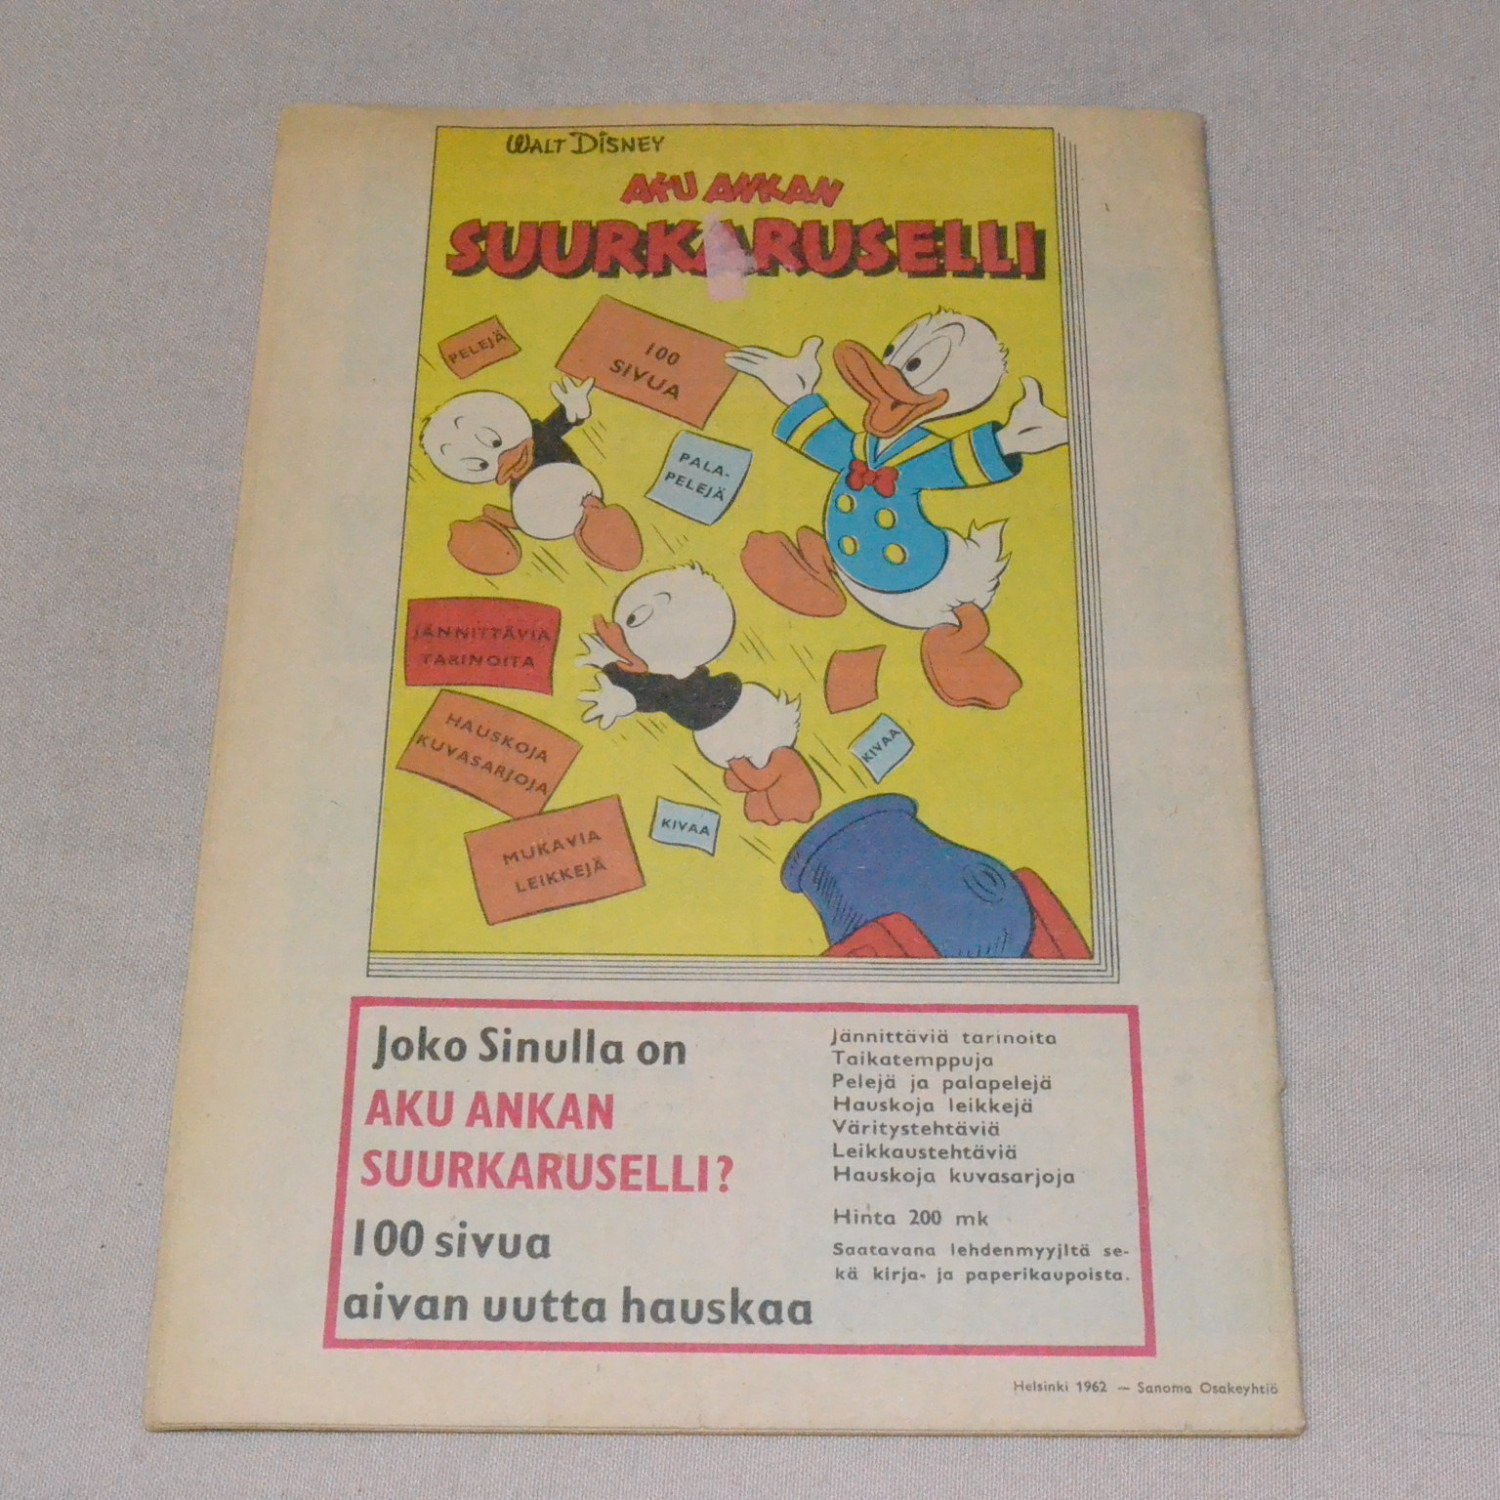 WALT DISNEY
AKU ANKAN
SUURKARUSELLI
PELEJÄ
100
SIVUA
PALA-
PELEJÄ
JÄNNITTÄVIA
TARINOITA
HAUSKOJA
KUVASARJOJA
KIVAA
MUKAVIA
LEIKKEJÄ
KIVAA
Joko Sinulla on
AKU ANKAN
SUURKARUSELLI?
100 sivua
aivan uutta hauskaa
Jännittäviä tarinoita
Taikatemppuja
Pelejä ja palapelejä
Hauskoja leikkejä
Väritystehtäviä
Leikkaustehtäviä
Hauskoja kuvasarjoja
Hinta 200 mk
Saatavana lehdenmyyjltä se-
kä kirja- ja paperikaupoista.
Helsinki 1962 — Sanoma Osakeyhtiö